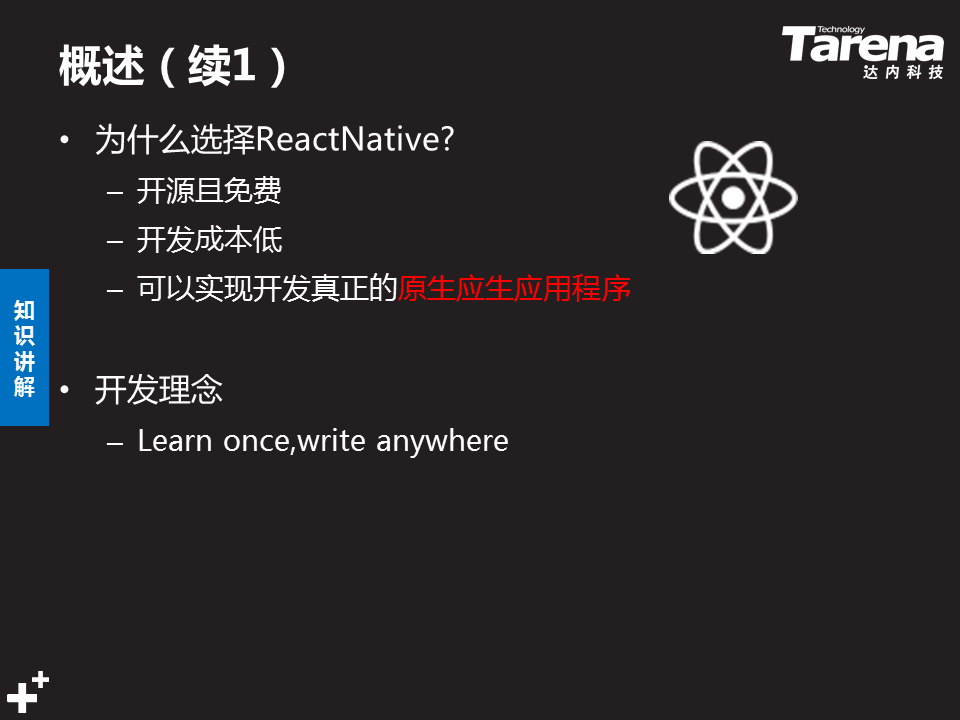 概述（续1）
Technology
Tarena
达内科技
• 为什么选择ReactNative?
– 开源且免费
– 开发成本低
– 可以实现开发真正的原生应生应用程序
知识讲解
• 开发理念
– Learn once,write anywhere